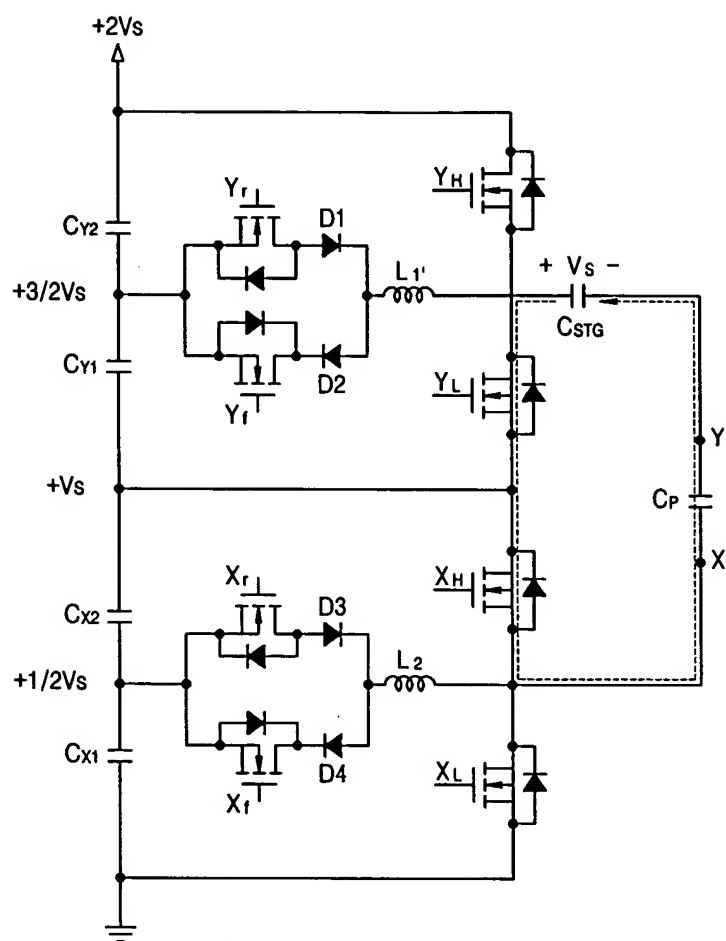 +2Vs
YH
Yr
D1
CY2
L1'
+ Vs −
+3/2Vs
CSTG
CY1
D2
YL
Yf
Y
+Vs
CP
Xr
XH
X
D3
CX2
L2
+1/2Vs
CX1
D4
XL
Xf